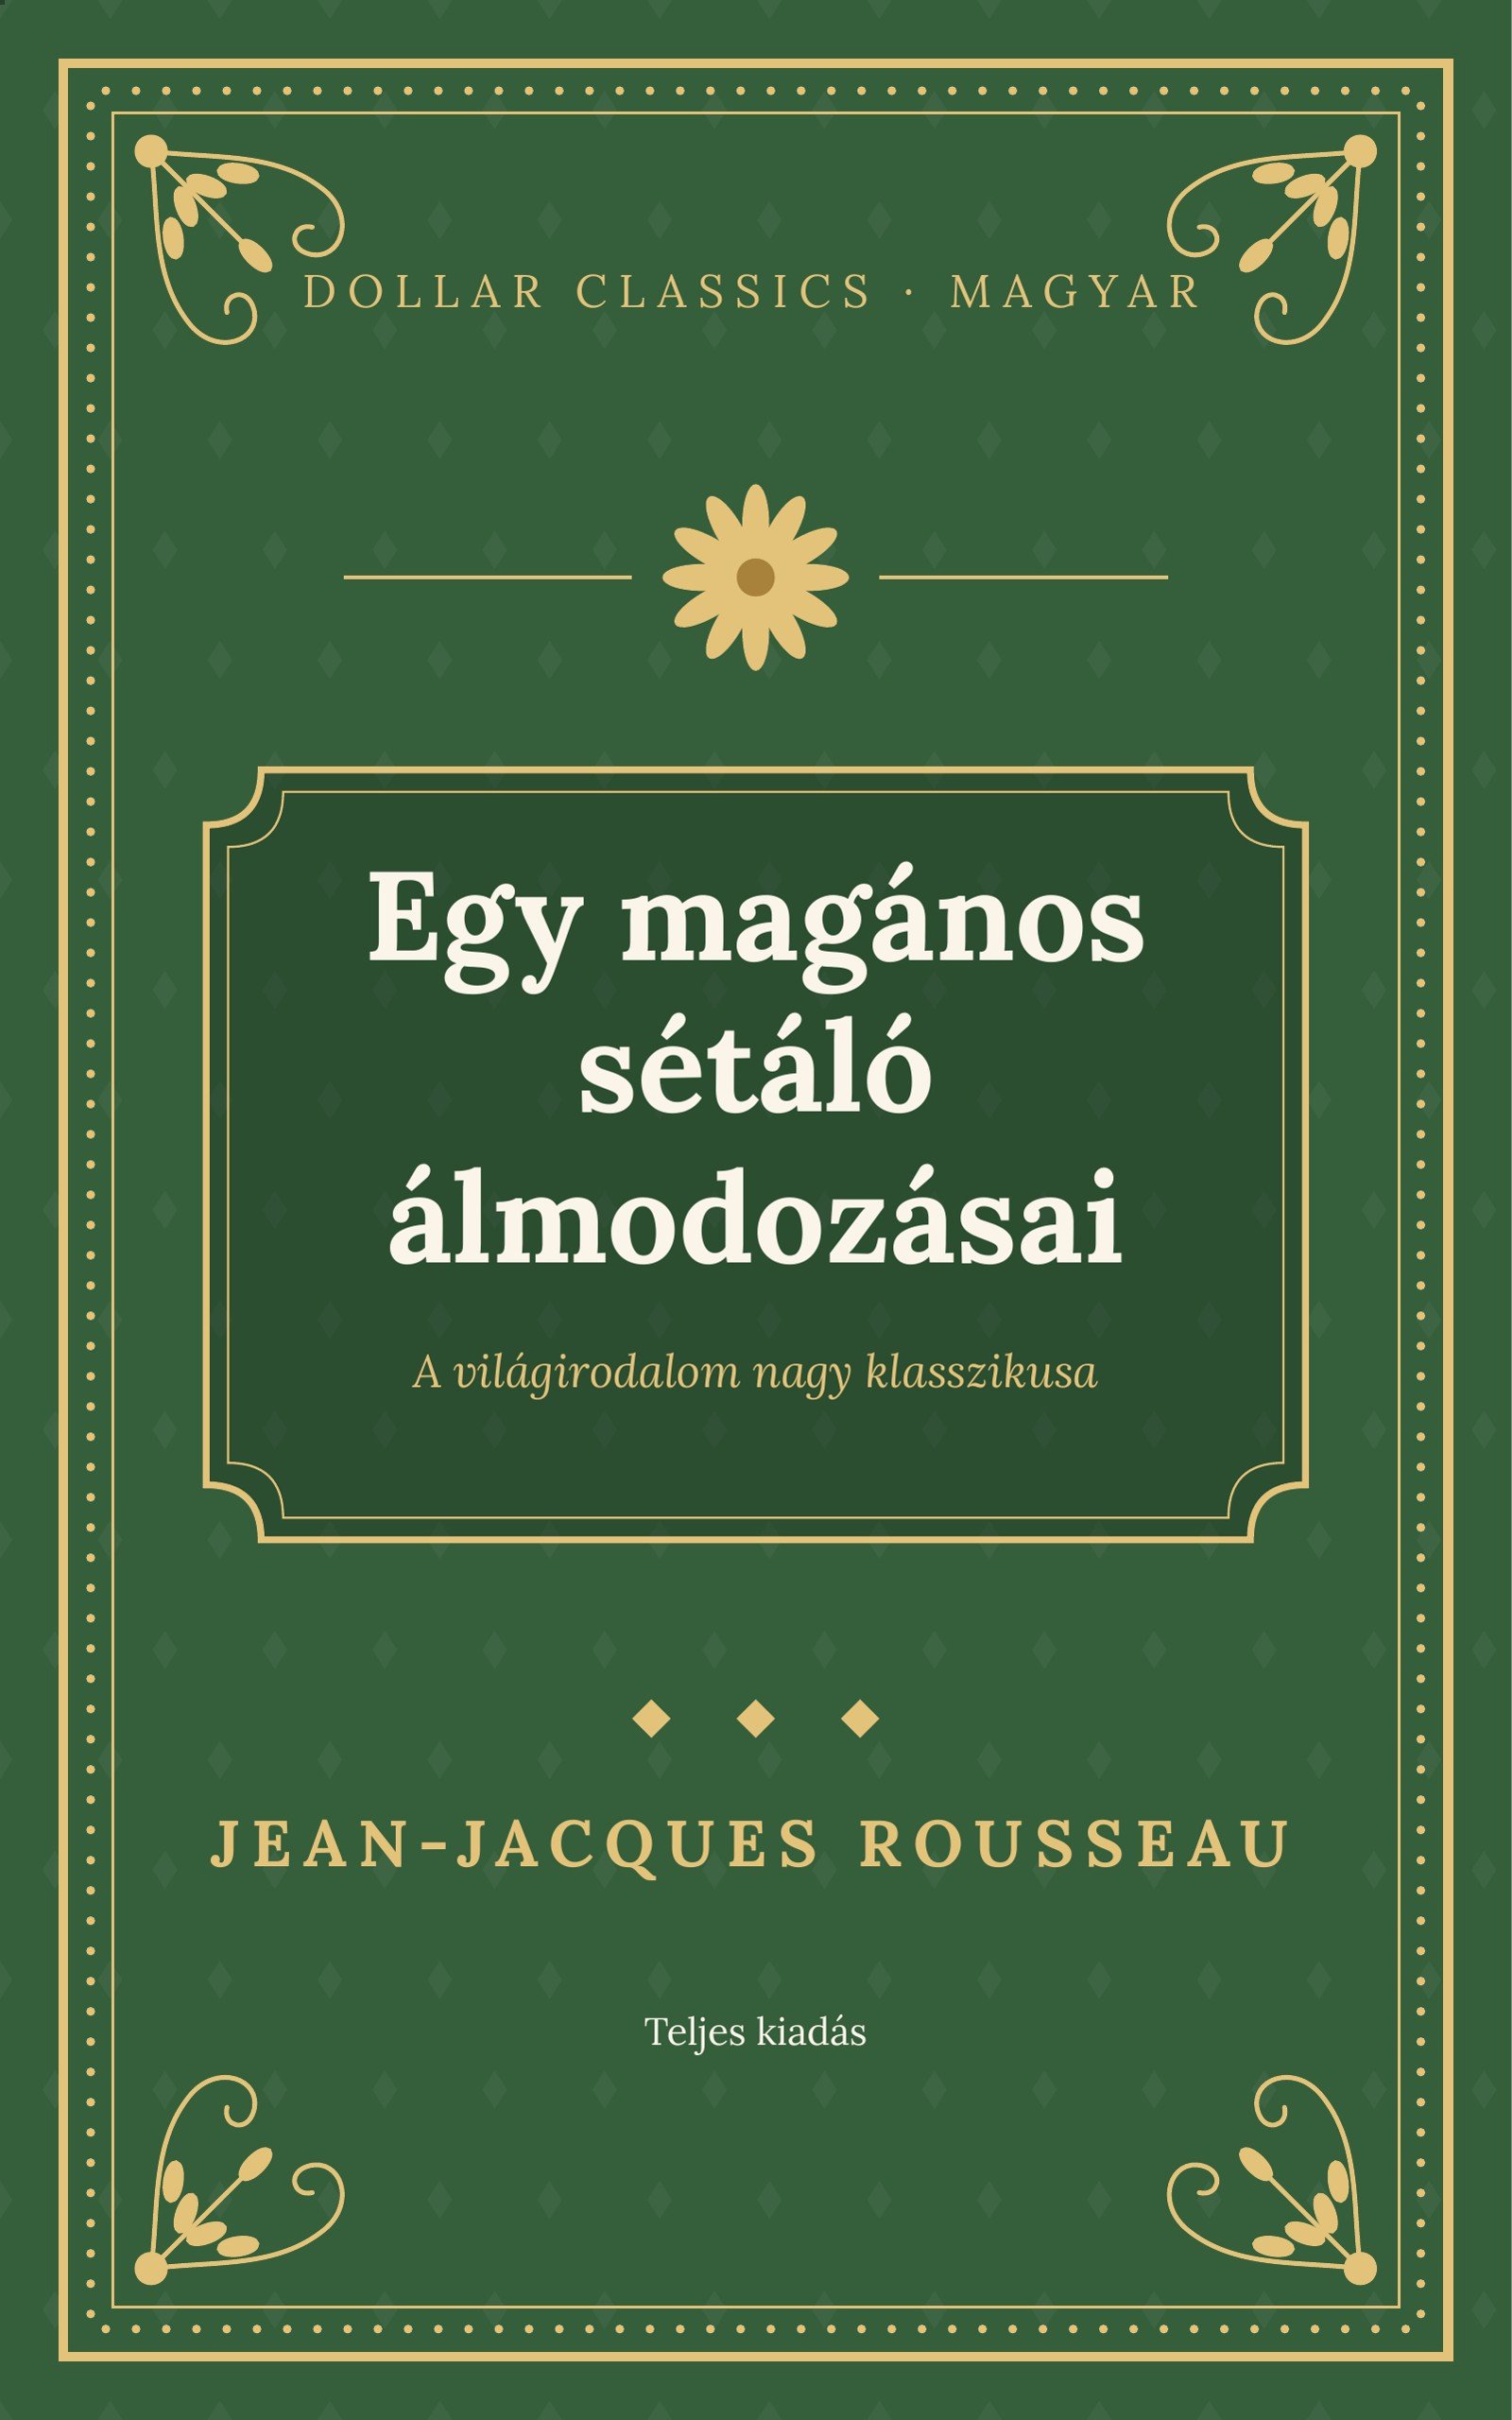 DOLLAR CLASSICS · MAGYAR
Egy magános
sétáló
álmodozásai
A világirodalom nagy klasszikusa
JEAN-JACQUES ROUSSEAU
Teljes kiadás